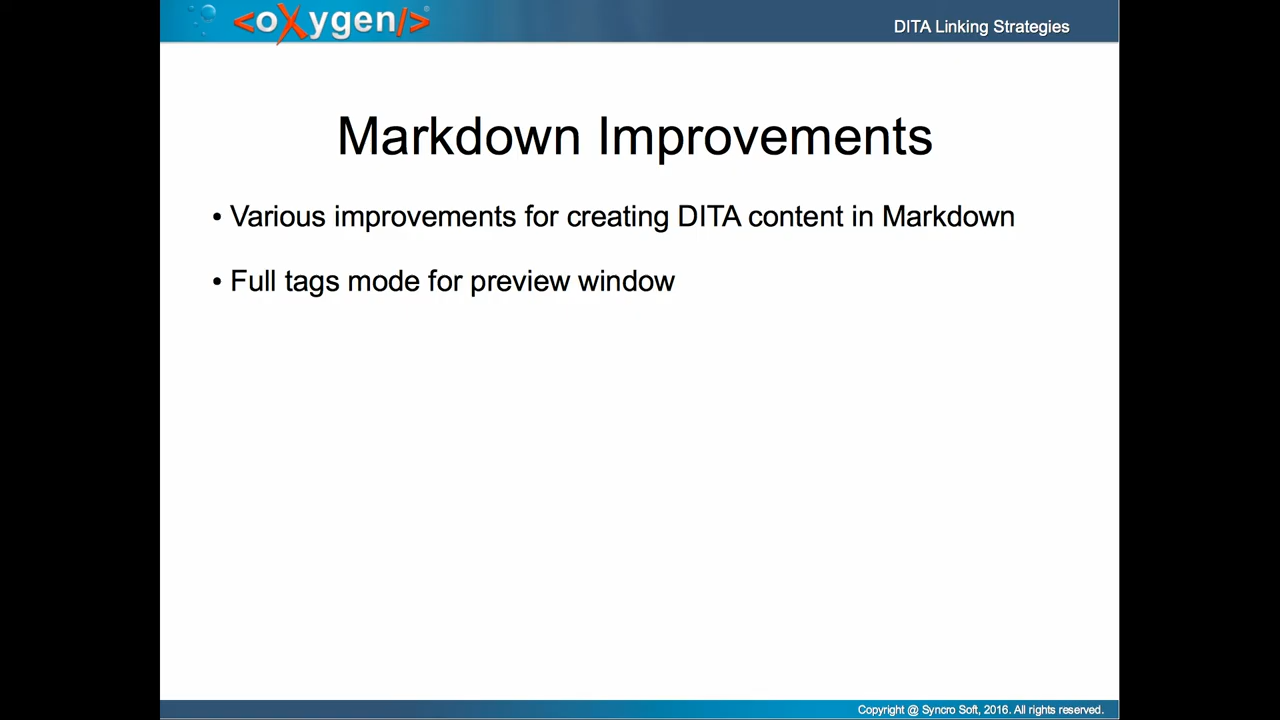 <oXygen/>®
DITA Linking Strategies
Markdown Improvements
• Various improvements for creating DITA content in Markdown
• Full tags mode for preview window
Copyright @ Syncro Soft, 2016. All rights reserved.